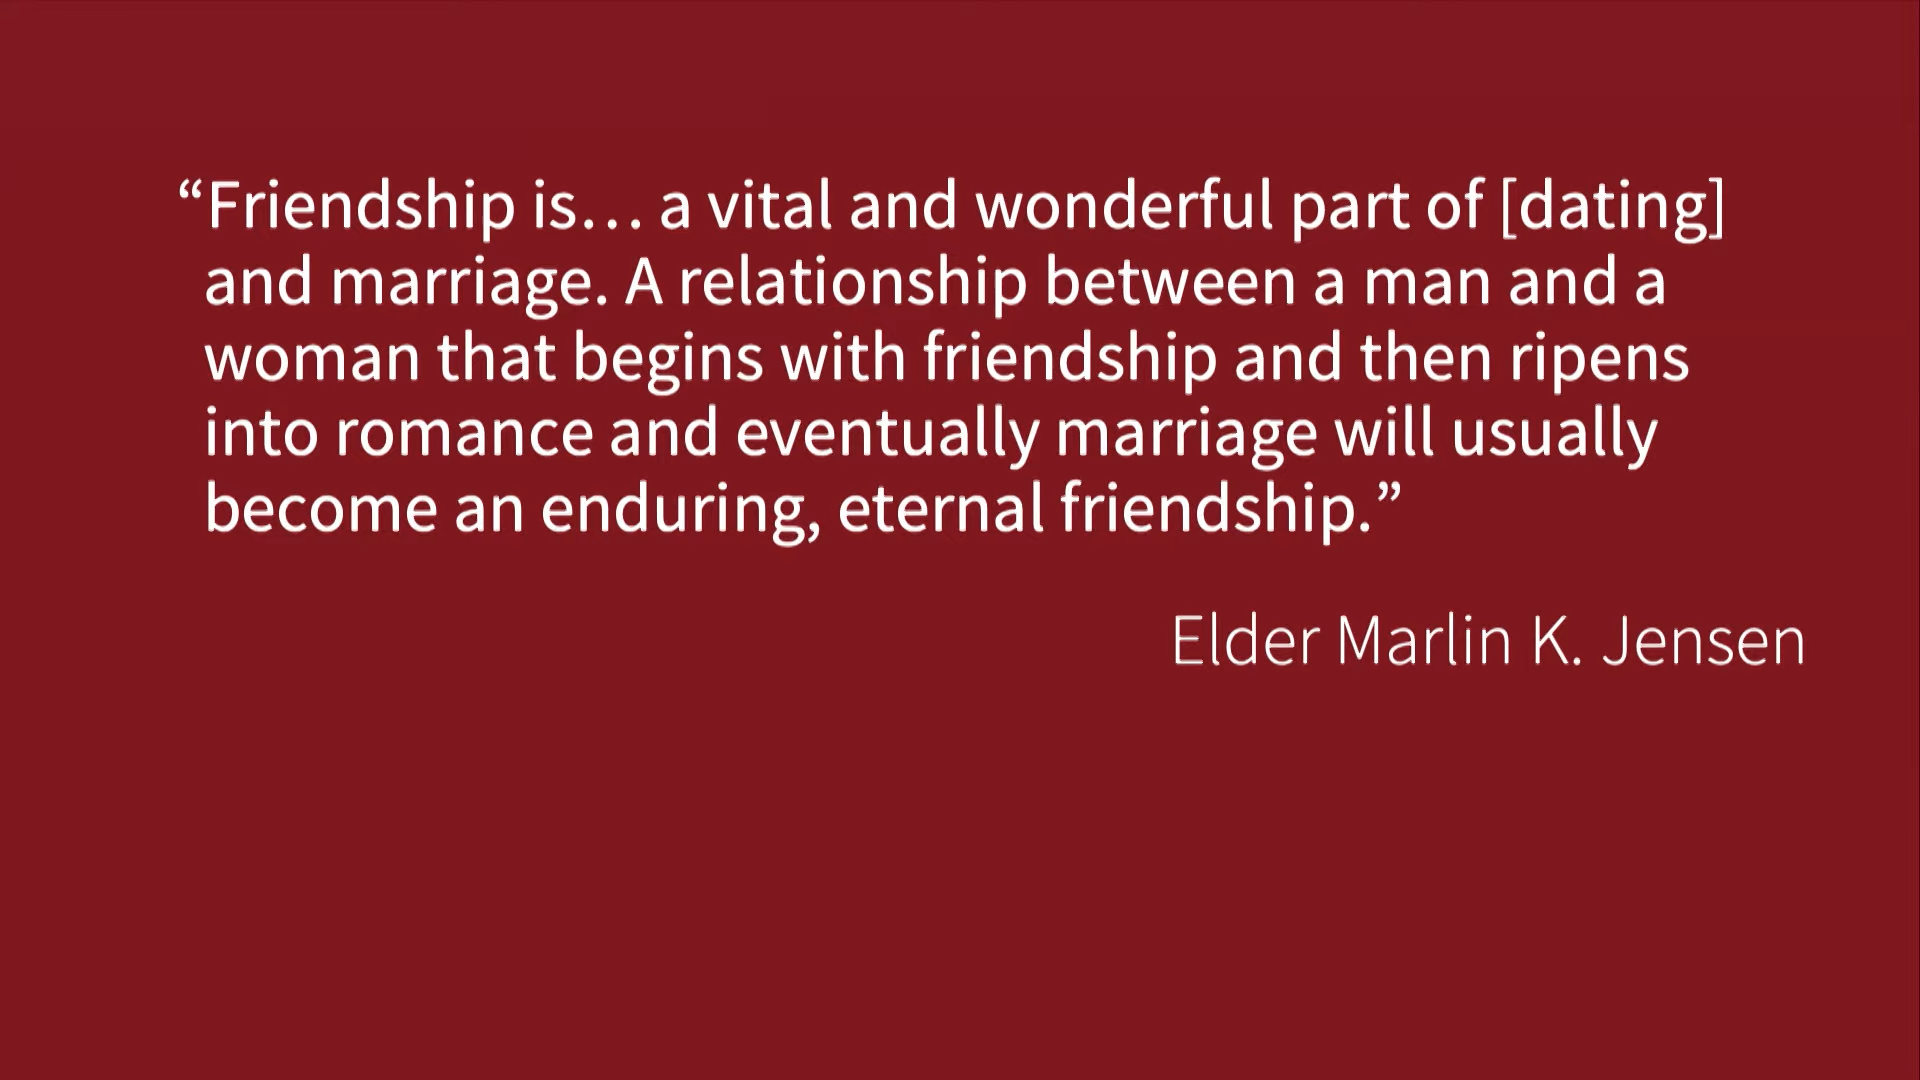 “Friendship is… a vital and wonderful part of [dating]
and marriage. A relationship between a man and a
woman that begins with friendship and then ripens
into romance and eventually marriage will usually
become an enduring, eternal friendship.”
Elder Marlin K. Jensen